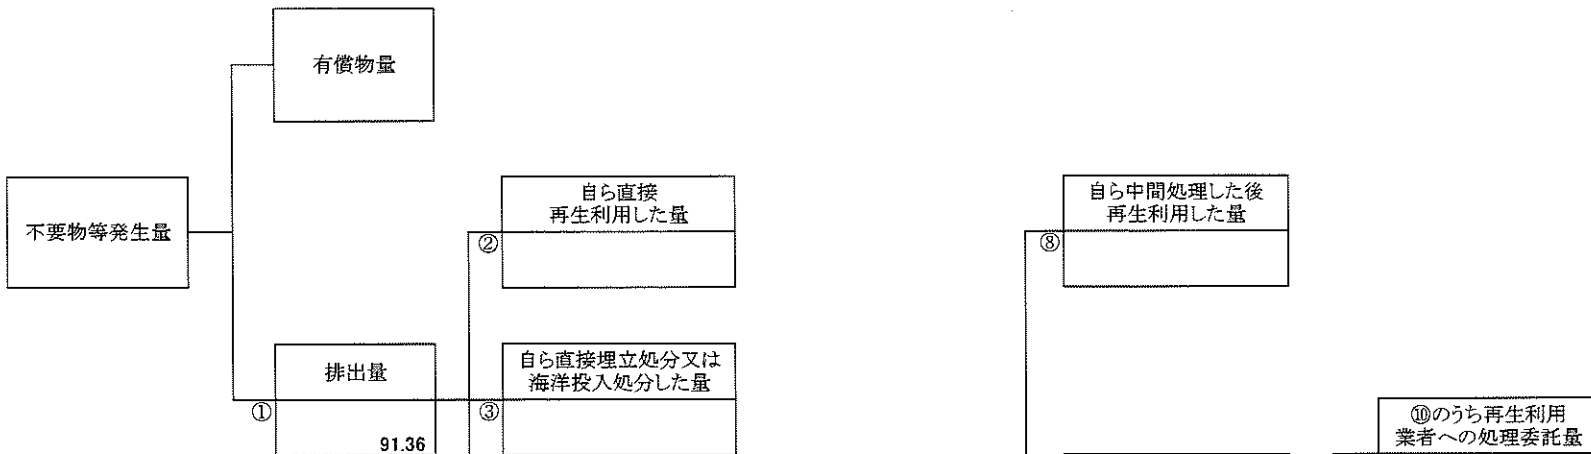 有償物量
不要物等発生量
自ら直接
再生利用した量
②
自ら中間処理した後
再生利用した量
⑧
排出量
①
91.36
自ら直接埋立処分又は
海洋投入処分した量
③
⑩のうち再生利用
業者への処理委託量